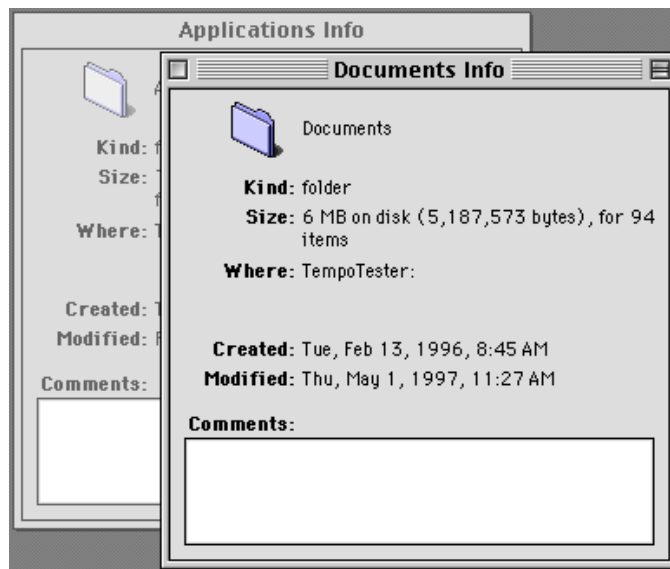 Applications Info
Kind:
Size:
Where:
Created:
Modified:
Comments:
Documents Info
Documents
Kind: folder
Size: 6 MB on disk (5,187,573 bytes), for 94
items
Where: TempoTester:
Created: Tue, Feb 13, 1996, 8:45 AM
Modified: Thu, May 1, 1997, 11:27 AM
Comments: